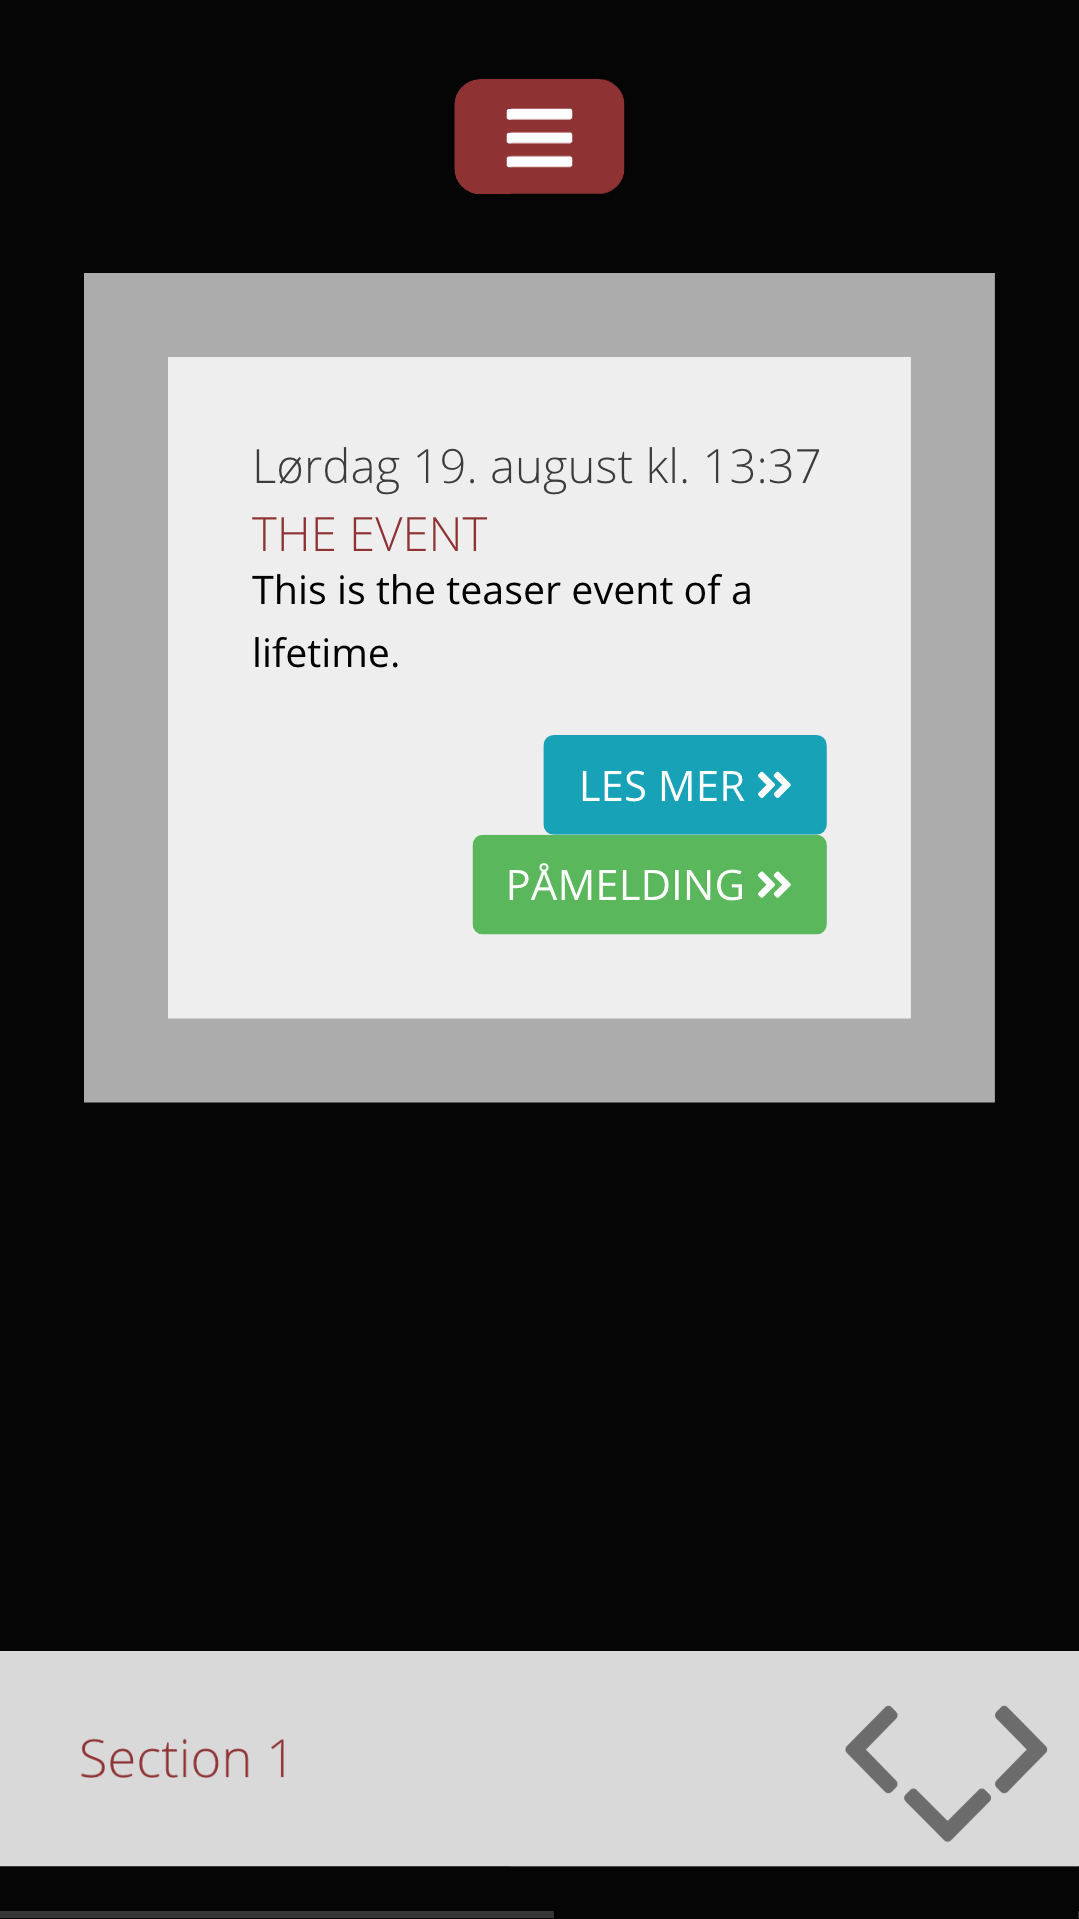 Lørdag 19. august kl. 13:37
THE EVENT
This is the teaser event of a
lifetime.
LES MER
PÅMELDING
Section 1